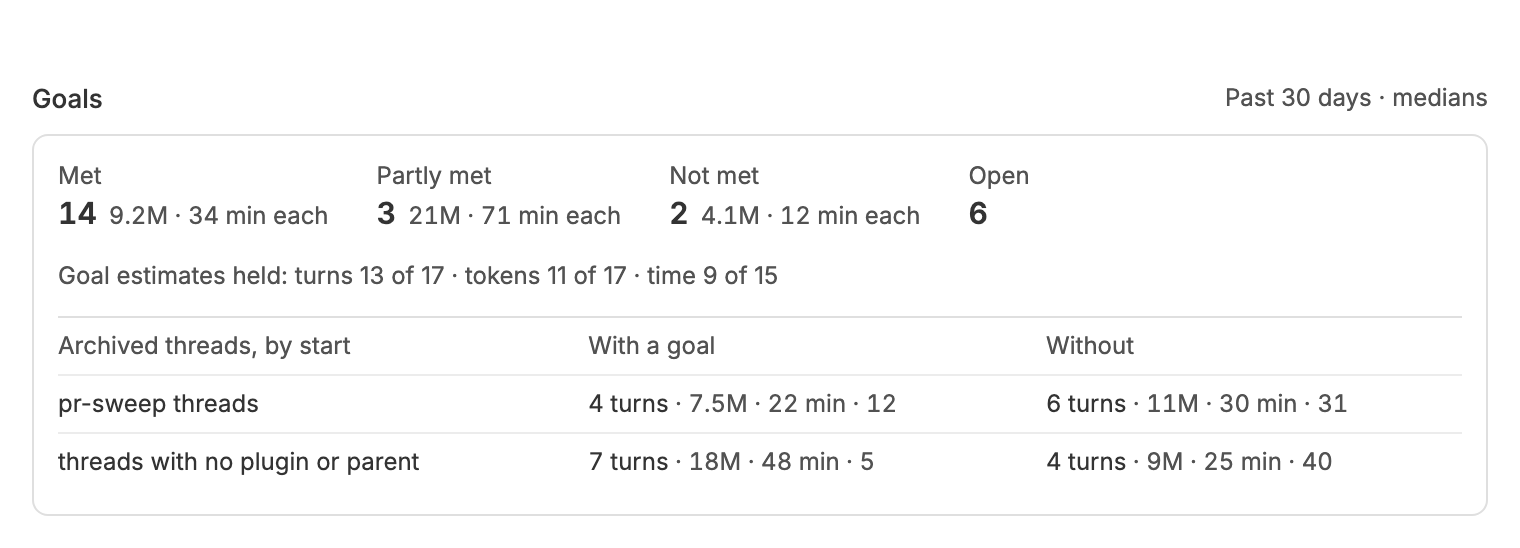 Goals
Past 30 days · medians
Met
Partly met
Not met
Open
14 9.2M · 34 min each
3 21M · 71 min each
2 4.1M · 12 min each
6
Goal estimates held: turns 13 of 17 · tokens 11 of 17 · time 9 of 15
Archived threads, by start
With a goal
Without
pr-sweep threads
4 turns · 7.5M · 22 min · 12
6 turns · 11M · 30 min · 31
threads with no plugin or parent
7 turns · 18M · 48 min · 5
4 turns · 9M · 25 min · 40